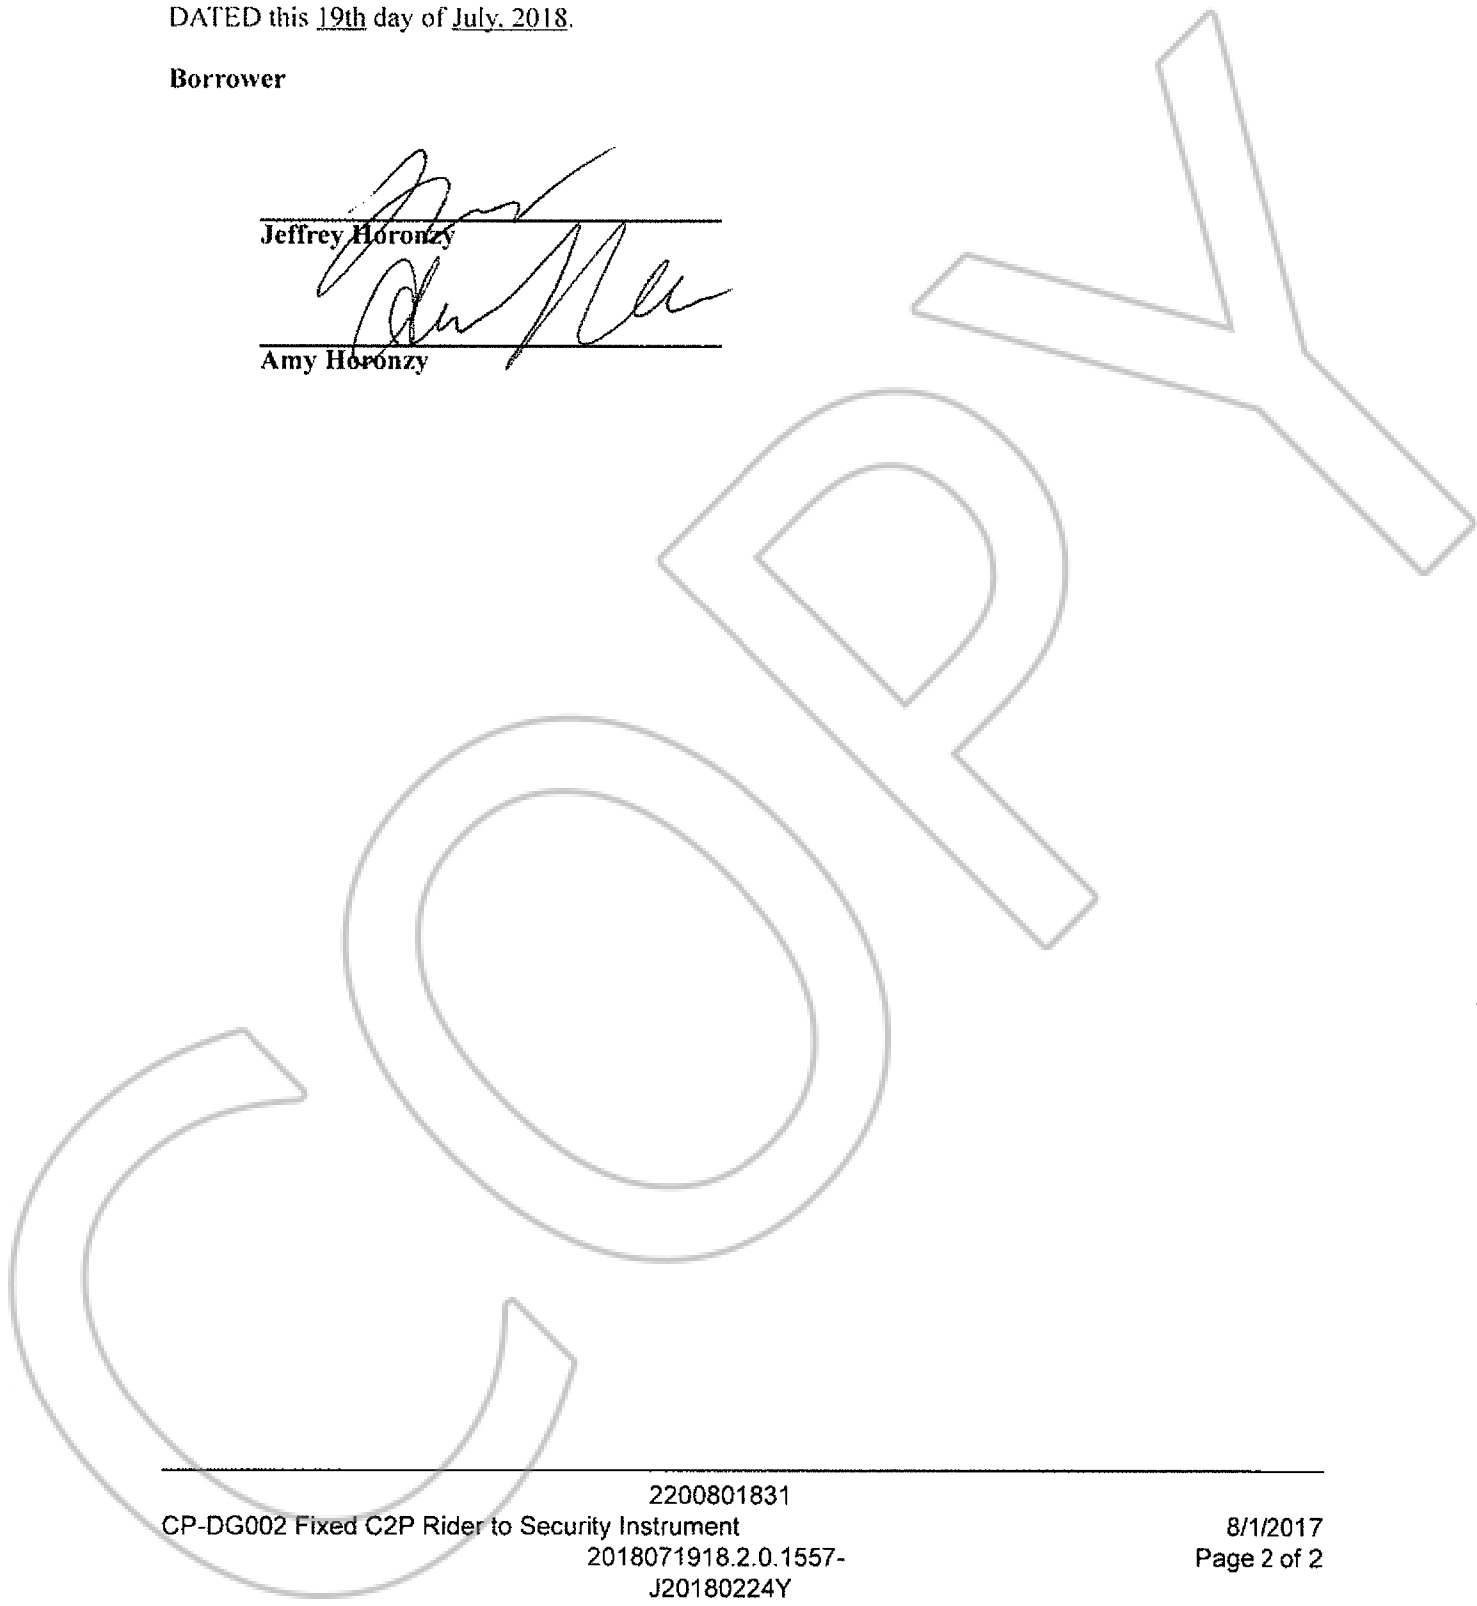 DATED this 19th day of July, 2018.
Borrower
Jeffrey Horonzy
Amy Horonzy
COPY
2200801831
CP-DG002 Fixed C2P Rider to Security Instrument 8/1/2017
2018071918.2.0.1557- Page 2 of 2
J20180224Y